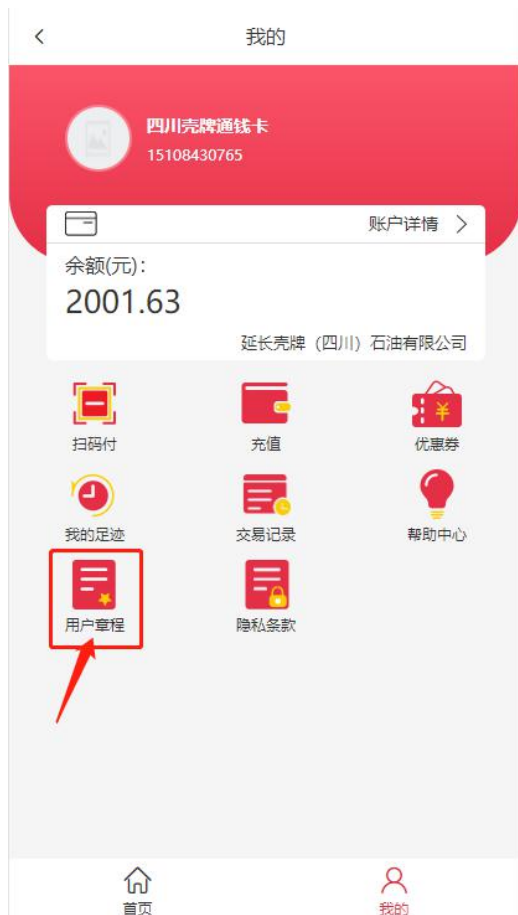 我的
四川壳牌通钱卡
15108430765
账户详情
余额(元):
2001.63
延长壳牌（四川）石油有限公司
扫码付
充值
优惠券
我的足迹
交易记录
帮助中心
用户章程
隐私条款
首页
我的